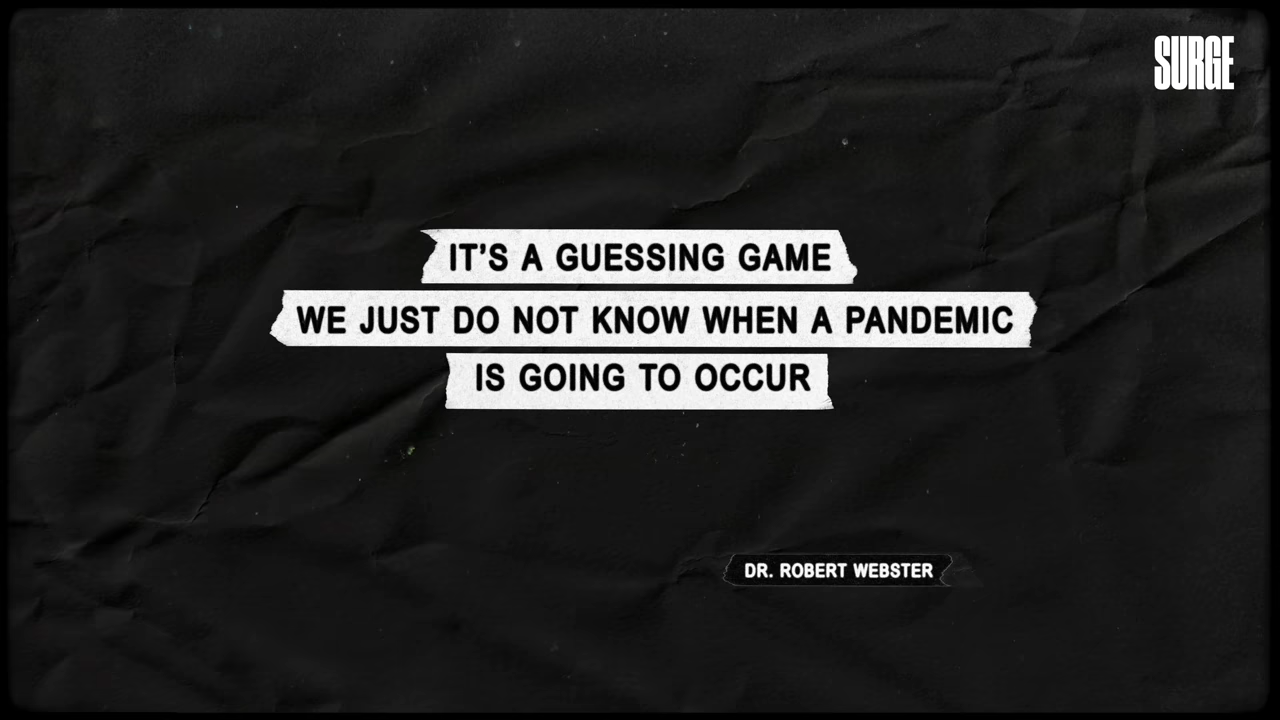 SURGE
IT'S A GUESSING GAME
WE JUST DO NOT KNOW WHEN A PANDEMIC
IS GOING TO OCCUR
DR. ROBERT WEBSTER